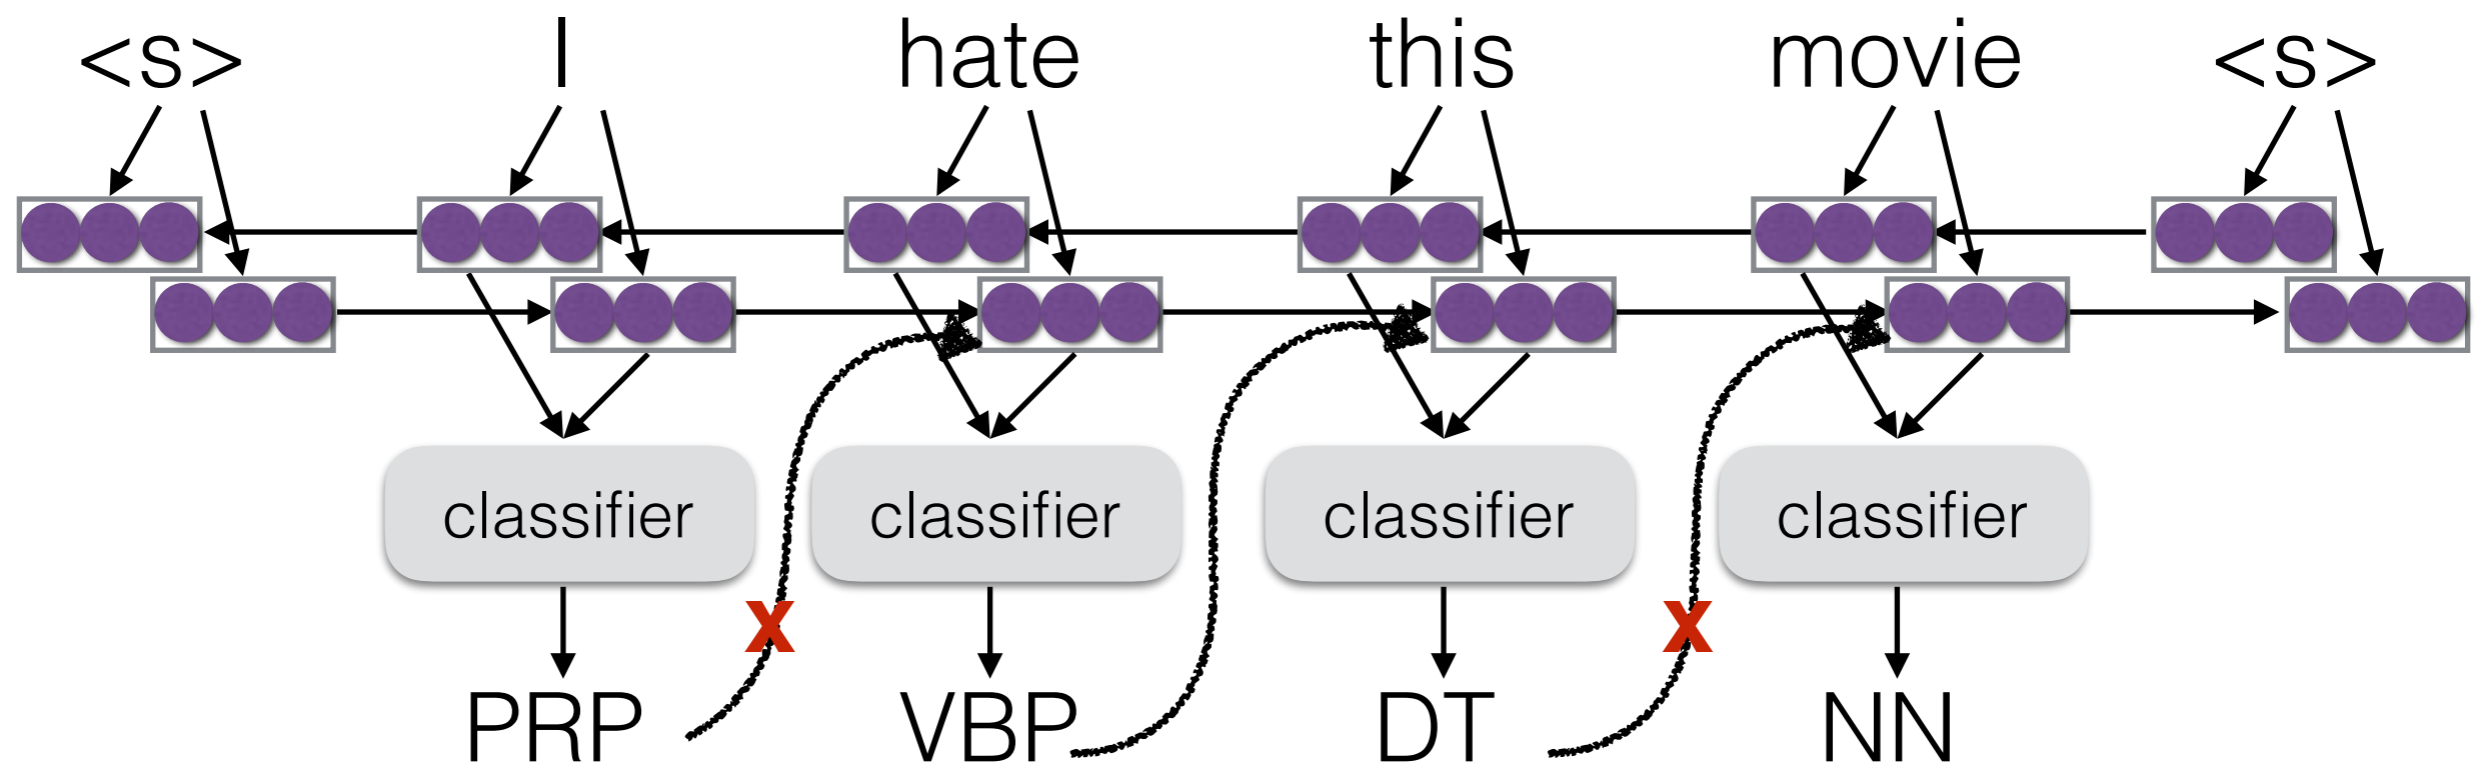 <s> I hate this movie <s>
classifier classifier classifier classifier
x x
PRP VBP DT NN